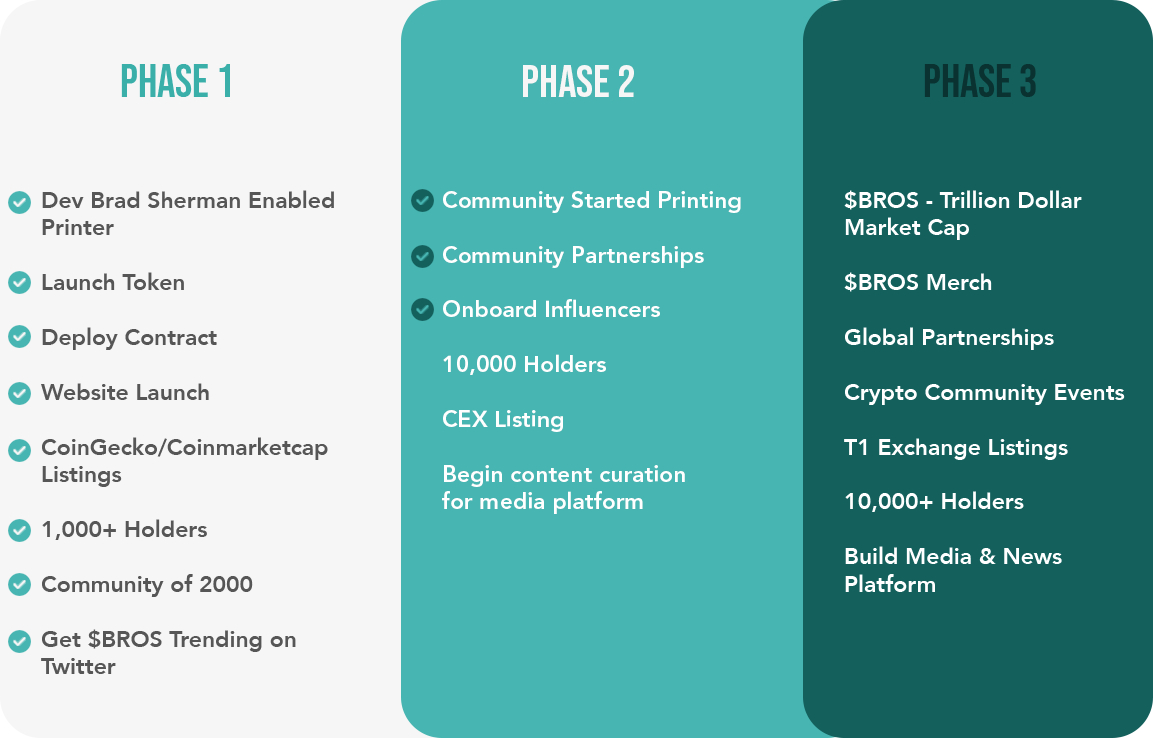 PHASE 1
Dev Brad Sherman Enabled
Printer
Launch Token
Deploy Contract
Website Launch
CoinGecko/Coinmarketcap
Listings
1,000+ Holders
Community of 2000
Get $BROS Trending on
Twitter
PHASE 2
Community Started Printing
Community Partnerships
Onboard Influencers
10,000 Holders
CEX Listing
Begin content curation
for media platform
PHASE 3
$BROS - Trillion Dollar
Market Cap
$BROS Merch
Global Partnerships
Crypto Community Events
T1 Exchange Listings
10,000+ Holders
Build Media & News
Platform